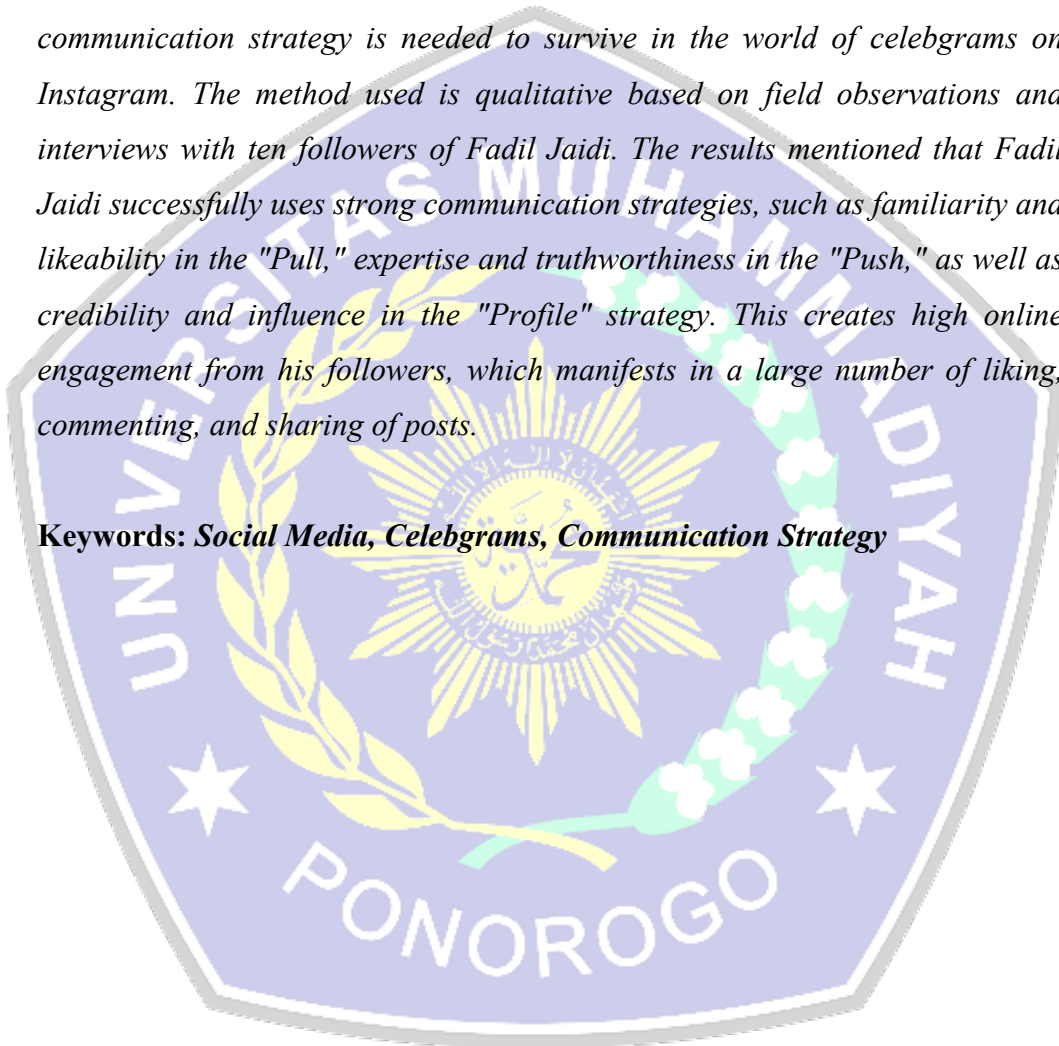 communication strategy is needed to survive in the world of celebgrams on
Instagram. The method used is qualitative based on field observations and
interviews with ten followers of Fadil Jaidi. The results mentioned that Fadil
Jaidi successfully uses strong communication strategies, such as familiarity and
likeability in the "Pull," expertise and truthworthiness in the "Push," as well as
credibility and influence in the "Profile" strategy. This creates high online
engagement from his followers, which manifests in a large number of liking,
commenting, and sharing of posts.
Keywords: Social Media, Celebgrams, Communication Strategy
UNIVERSITAS MUHAMMADIYAH
PONOROGO